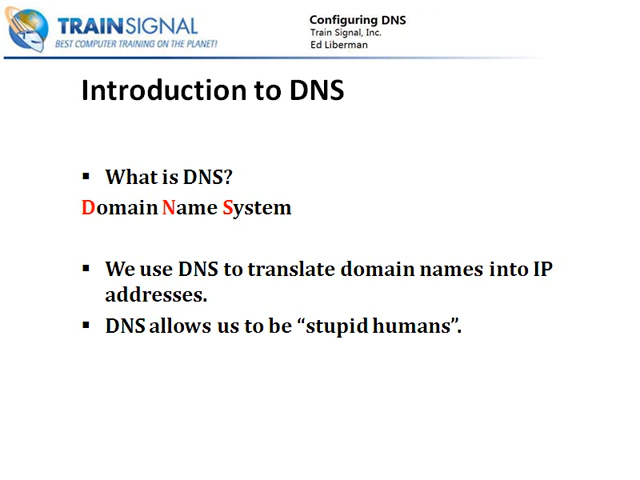 TRAINSIGNAL
BEST COMPUTER TRAINING ON THE PLANET!
Configuring DNS
Train Signal, Inc.
Ed Liberman
Introduction to DNS
▪ What is DNS?
Domain Name System
▪ We use DNS to translate domain names into IP
addresses.
▪ DNS allows us to be “stupid humans”.